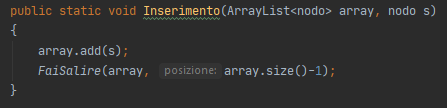 public static void Inserimento(ArrayList<nodo> array, nodo s)
{
array.add(s);
FaiSalire(array, posizione: array.size()-1);
}